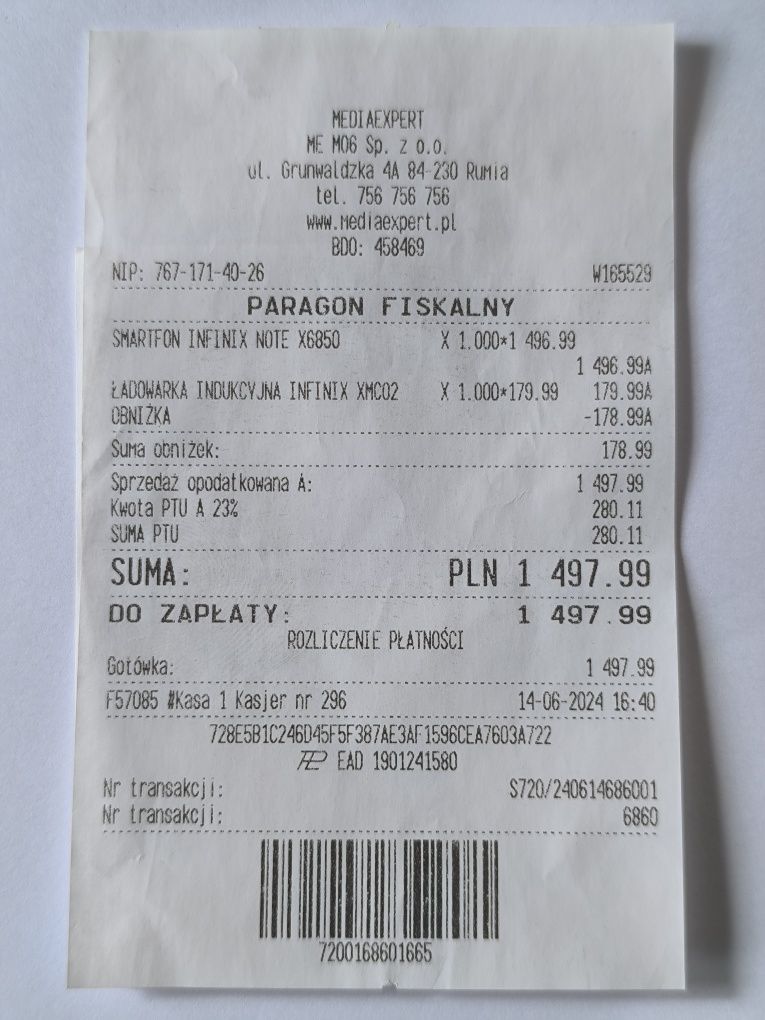 MEDIAEXPERT
ME M06 Sp. z o.o.
ul. Grunwaldzka 4A 84-230 Rumia
tel. 756 756 756
www.mediaexpert.pl
BDO: 458469
NIP: 767-171-40-26 W165529
PARAGON FISKALNY
SMARTFON INFINIX NOTE X6850 X 1.000*1 496.99
1 496.99A
ŁADOWARKA INDUKCYJNA INFINIX XMC02 X 1.000*179.99 179.99A
OBNIŻKA -178.99A
Suma obniżek: 178.99
Sprzedaż opodatkowana A: 1 497.99
Kwota PTU A 23% 280.11
SUMA PTU 280.11
SUMA: PLN 1 497.99
DO ZAPŁATY: 1 497.99
ROZLICZENIE PŁATNOŚCI
Gotówka: 1 497.99
F57085 #Kasa 1 Kasjer nr 296 14-06-2024 16:40
728E5B1C246D45F5F387AE3AF1596CEA7603A722
EAD 1901241580
Nr transakcji: S720/240614686001
Nr transakcji: 6860
7200168601665